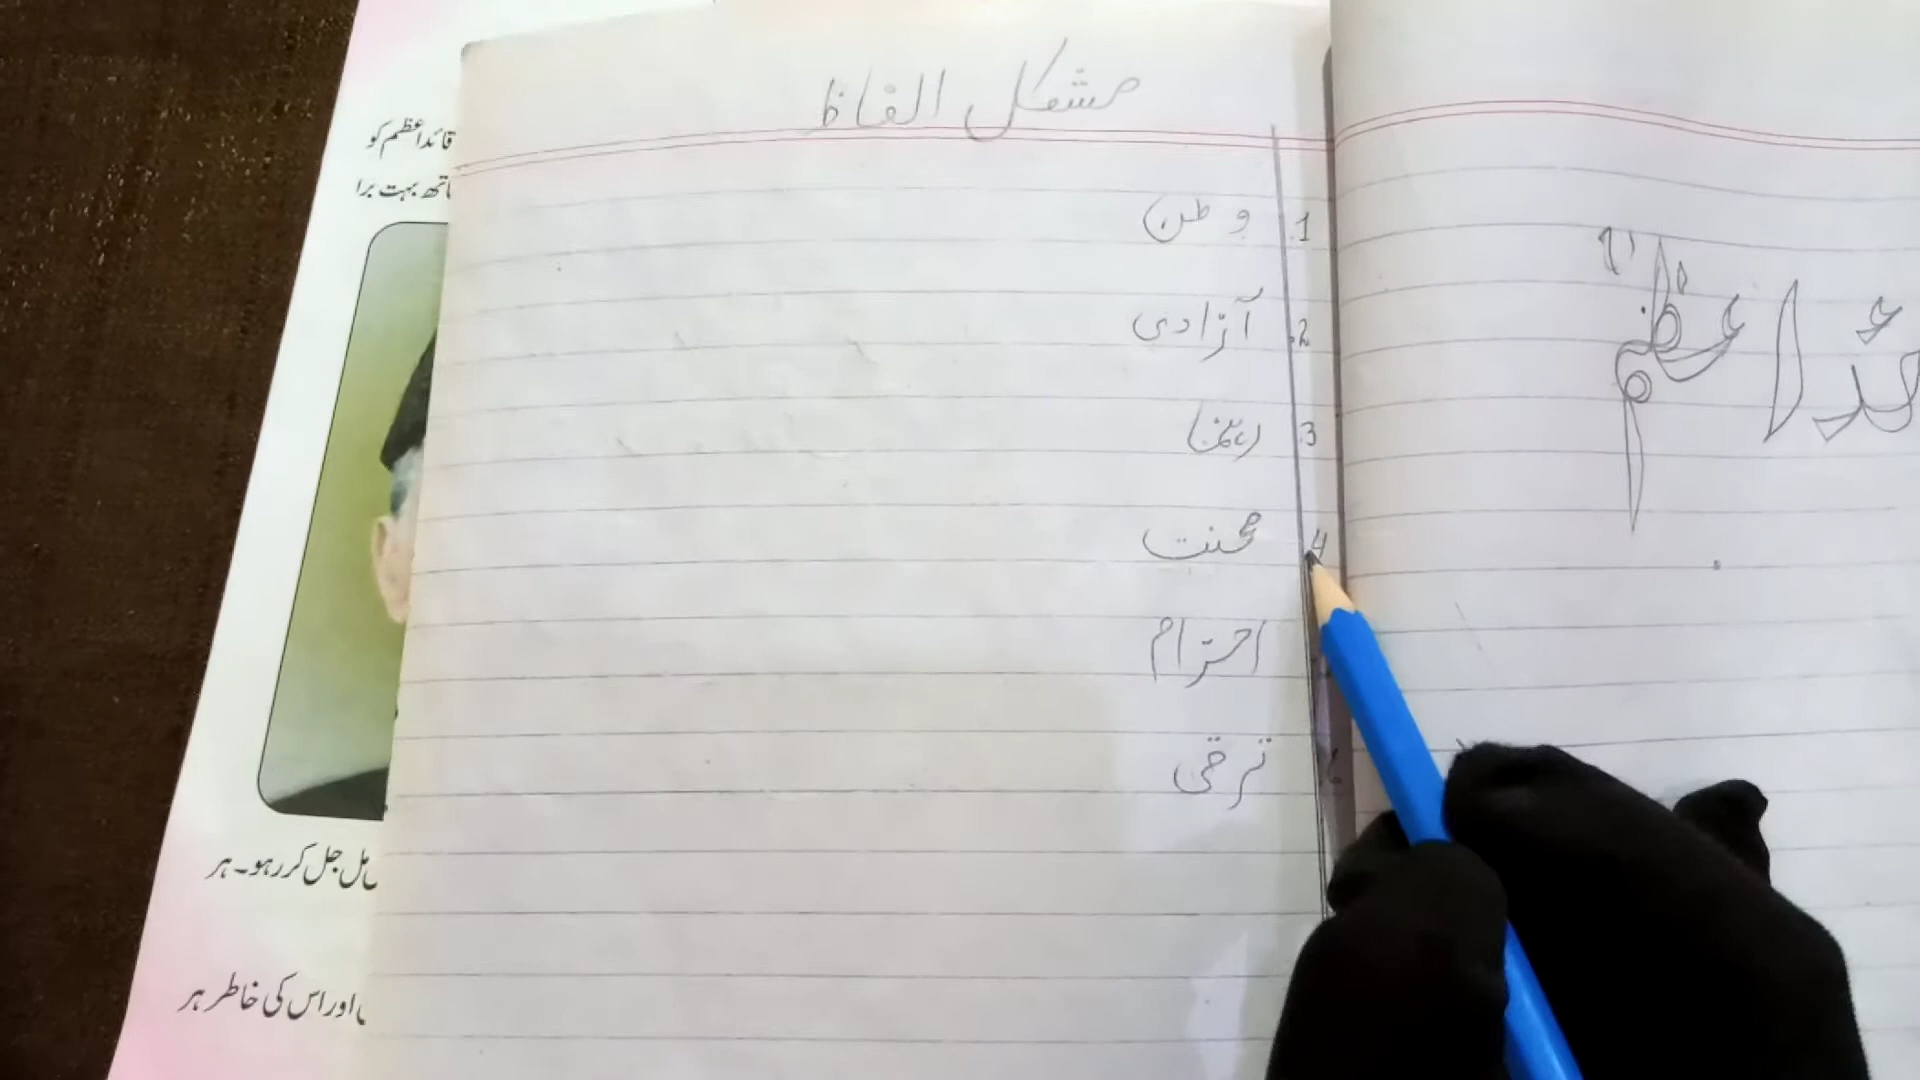 مشکل الفاظ
1. وطن
2. آزادی
3. رہنما
4. محنت
احترام
ترقی
قائداعظم
قائداعظم کو
بہت برا
مل جل کر رہو۔ ہر
اور اس کی خاطر ہر